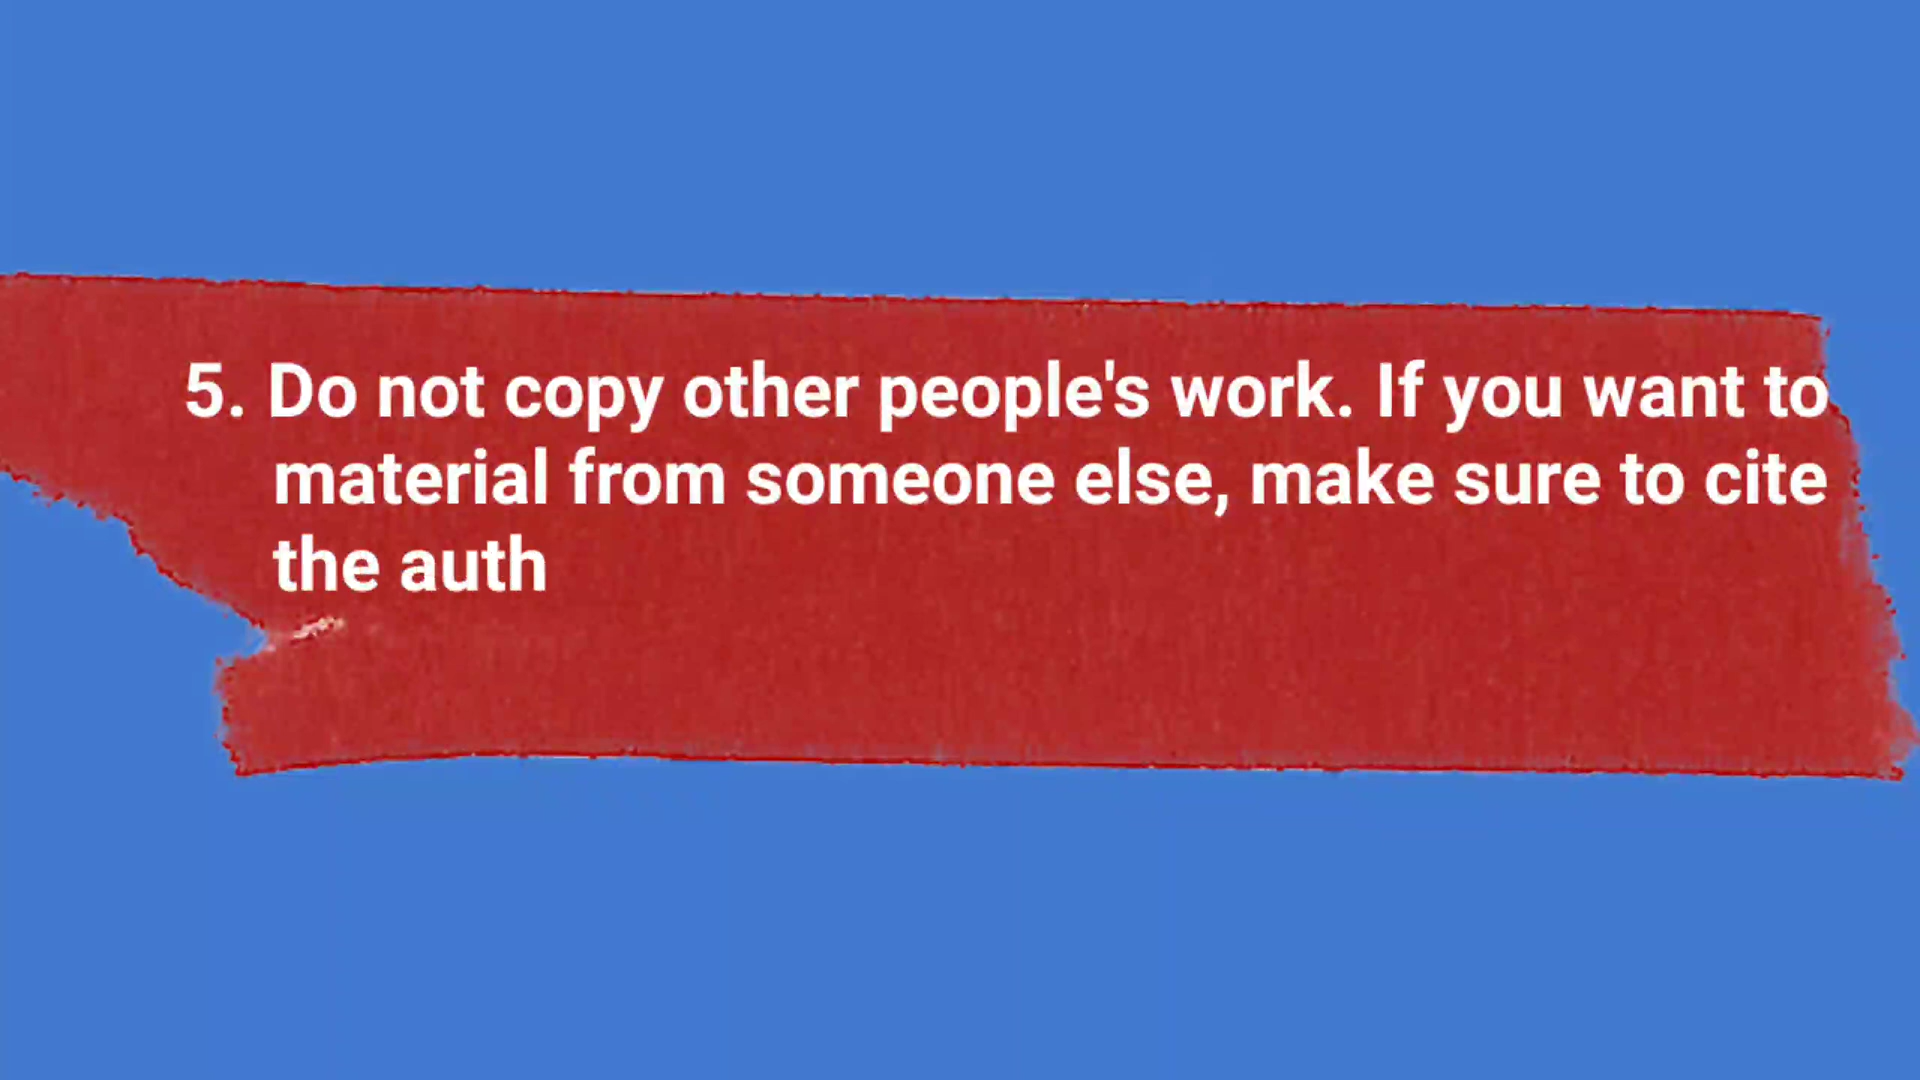 5. Do not copy other people's work. If you want to
material from someone else, make sure to cite
the auth